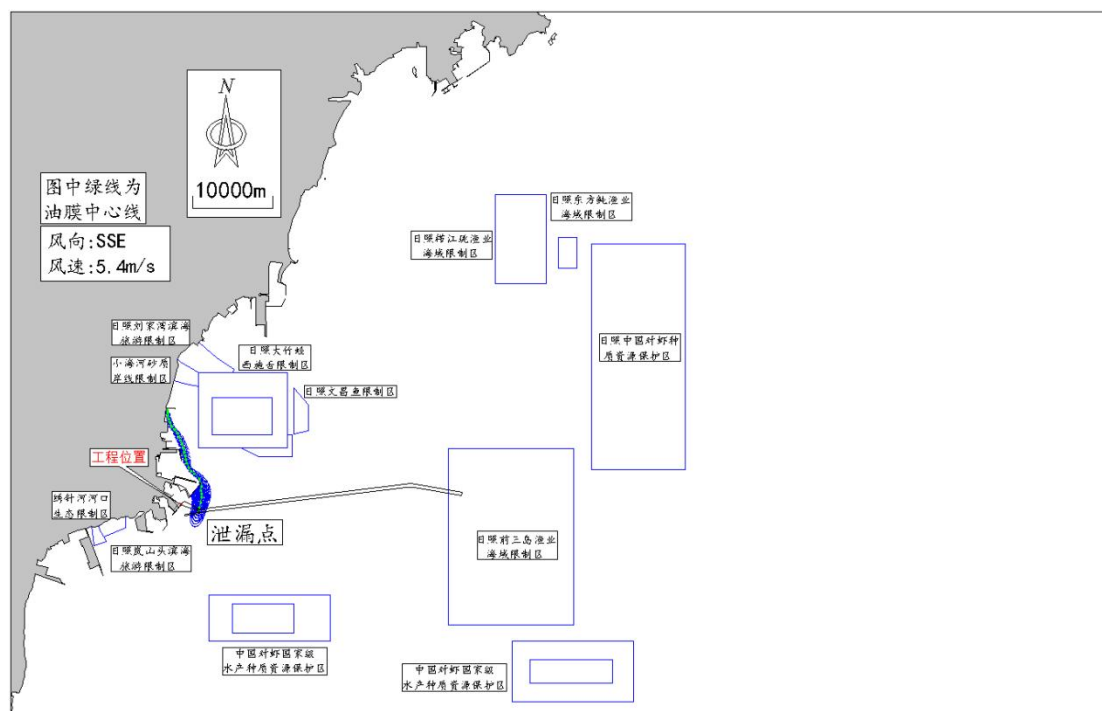 N
10000m
图中绿线为
油膜中心线
风向:SSE
风速:5.4m/s
日照东方鲀渔业
海域限制区
日照栟江珧渔业
海域限制区
日照中国对虾种
质资源保护区
日照刘家湾滨海
旅游限制区
小海河砂质
岸线限制区
日照大竹蛏
西施舌限制区
日照文昌鱼限制区
工程位置
绣针河河口
生态限制区
泄漏点
日照岚山头滨海
旅游限制区
日照前三岛渔业
海域限制区
中国对虾国家级
水产种质资源保护区
中国对虾国家级
水产种质资源保护区